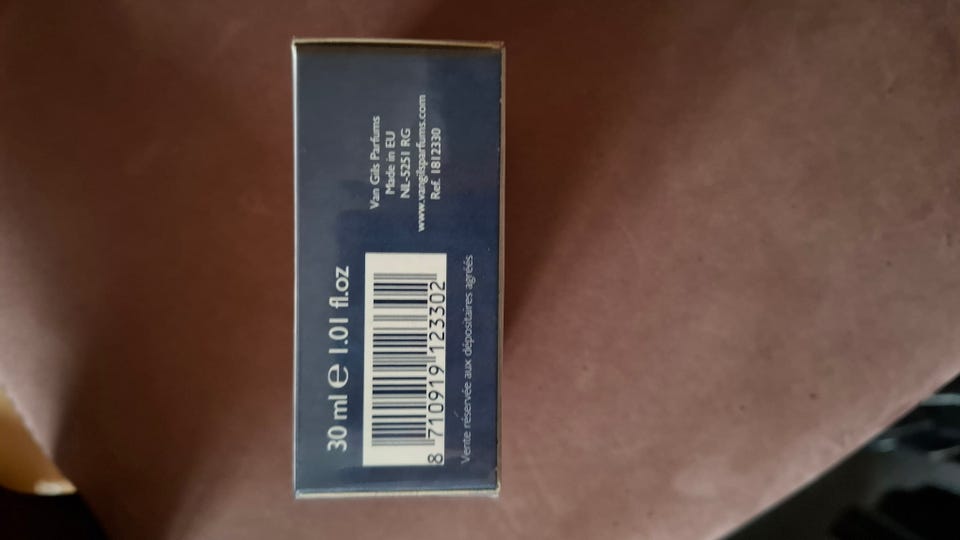 30 ml e 1.01 fl.oz
8 710919 123302
Vente réservée aux dépositaires agréés
Van Gils Parfums
Made in EU
NL-5251 RG
www.vangilsparfums.com
Ref. 1812330